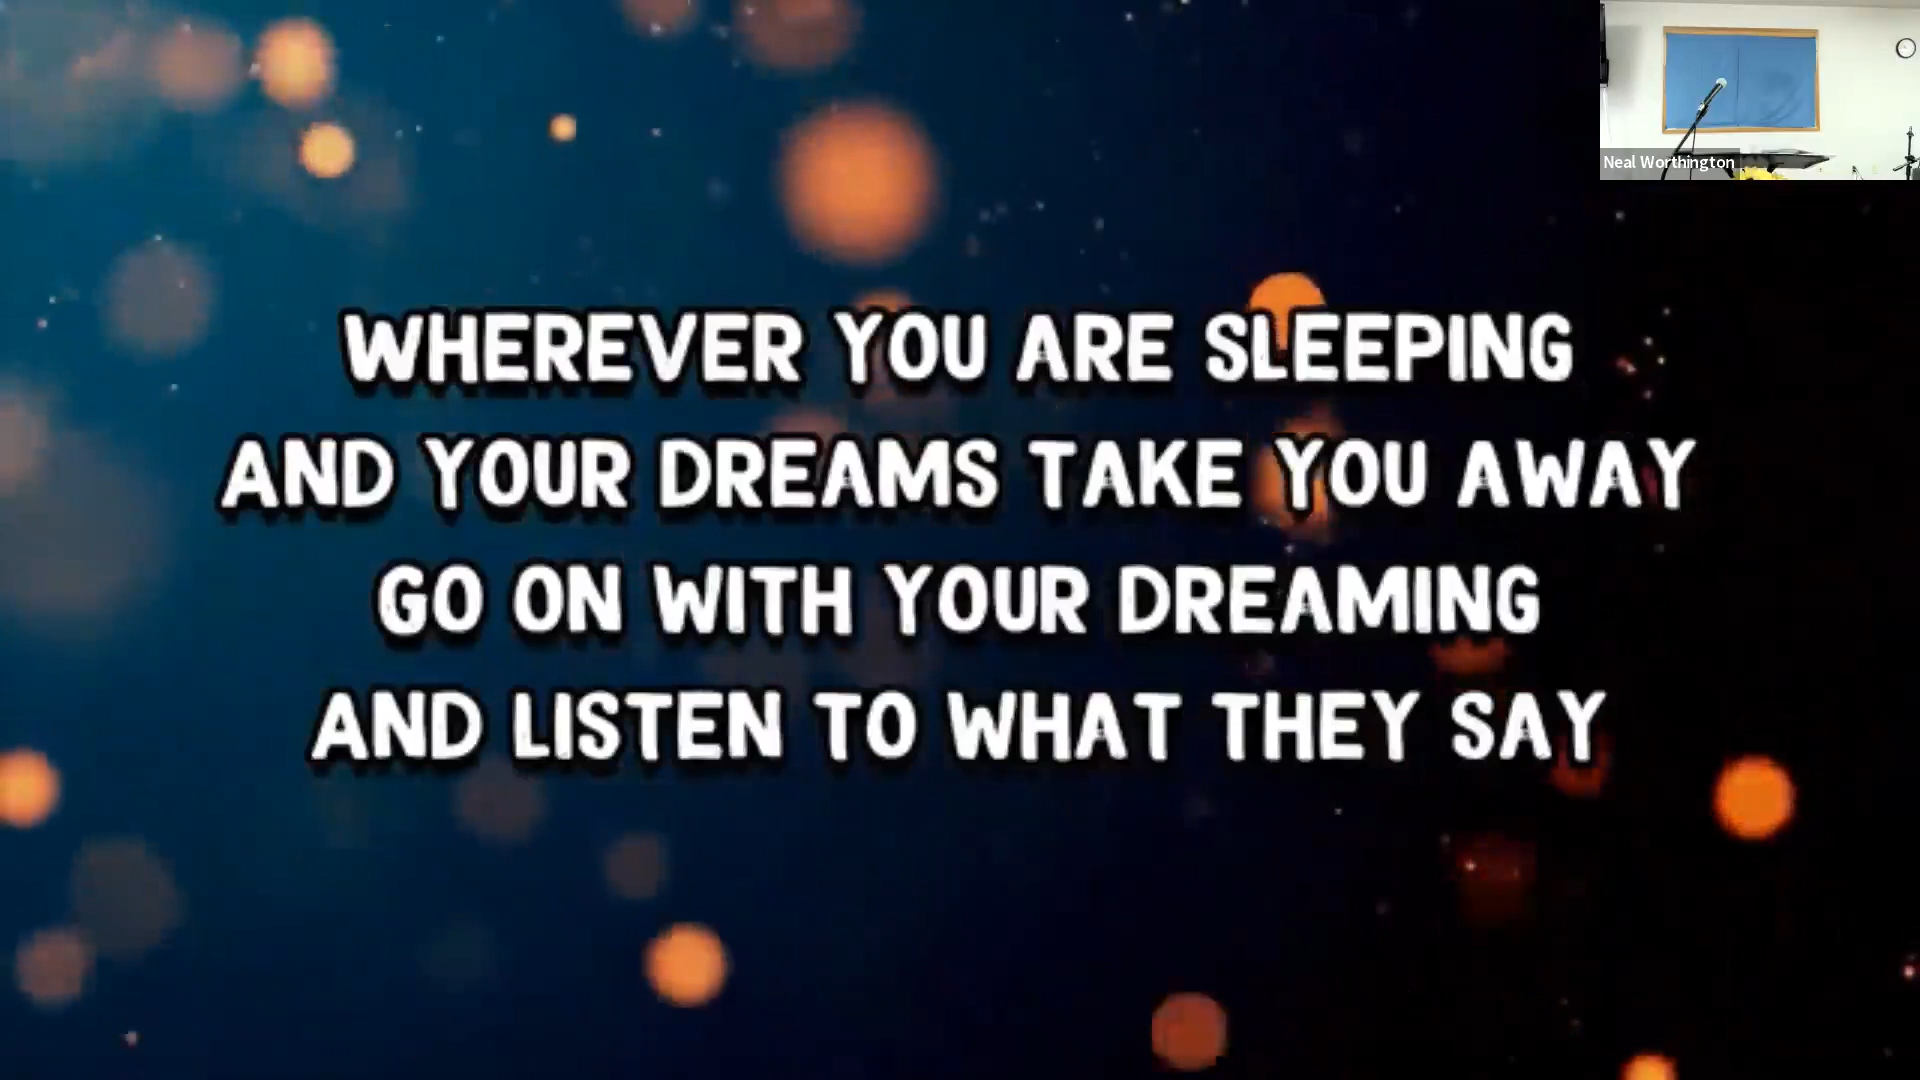 Neal Worthington
WHEREVER YOU ARE SLEEPING
AND YOUR DREAMS TAKE YOU AWAY
GO ON WITH YOUR DREAMING
AND LISTEN TO WHAT THEY SAY